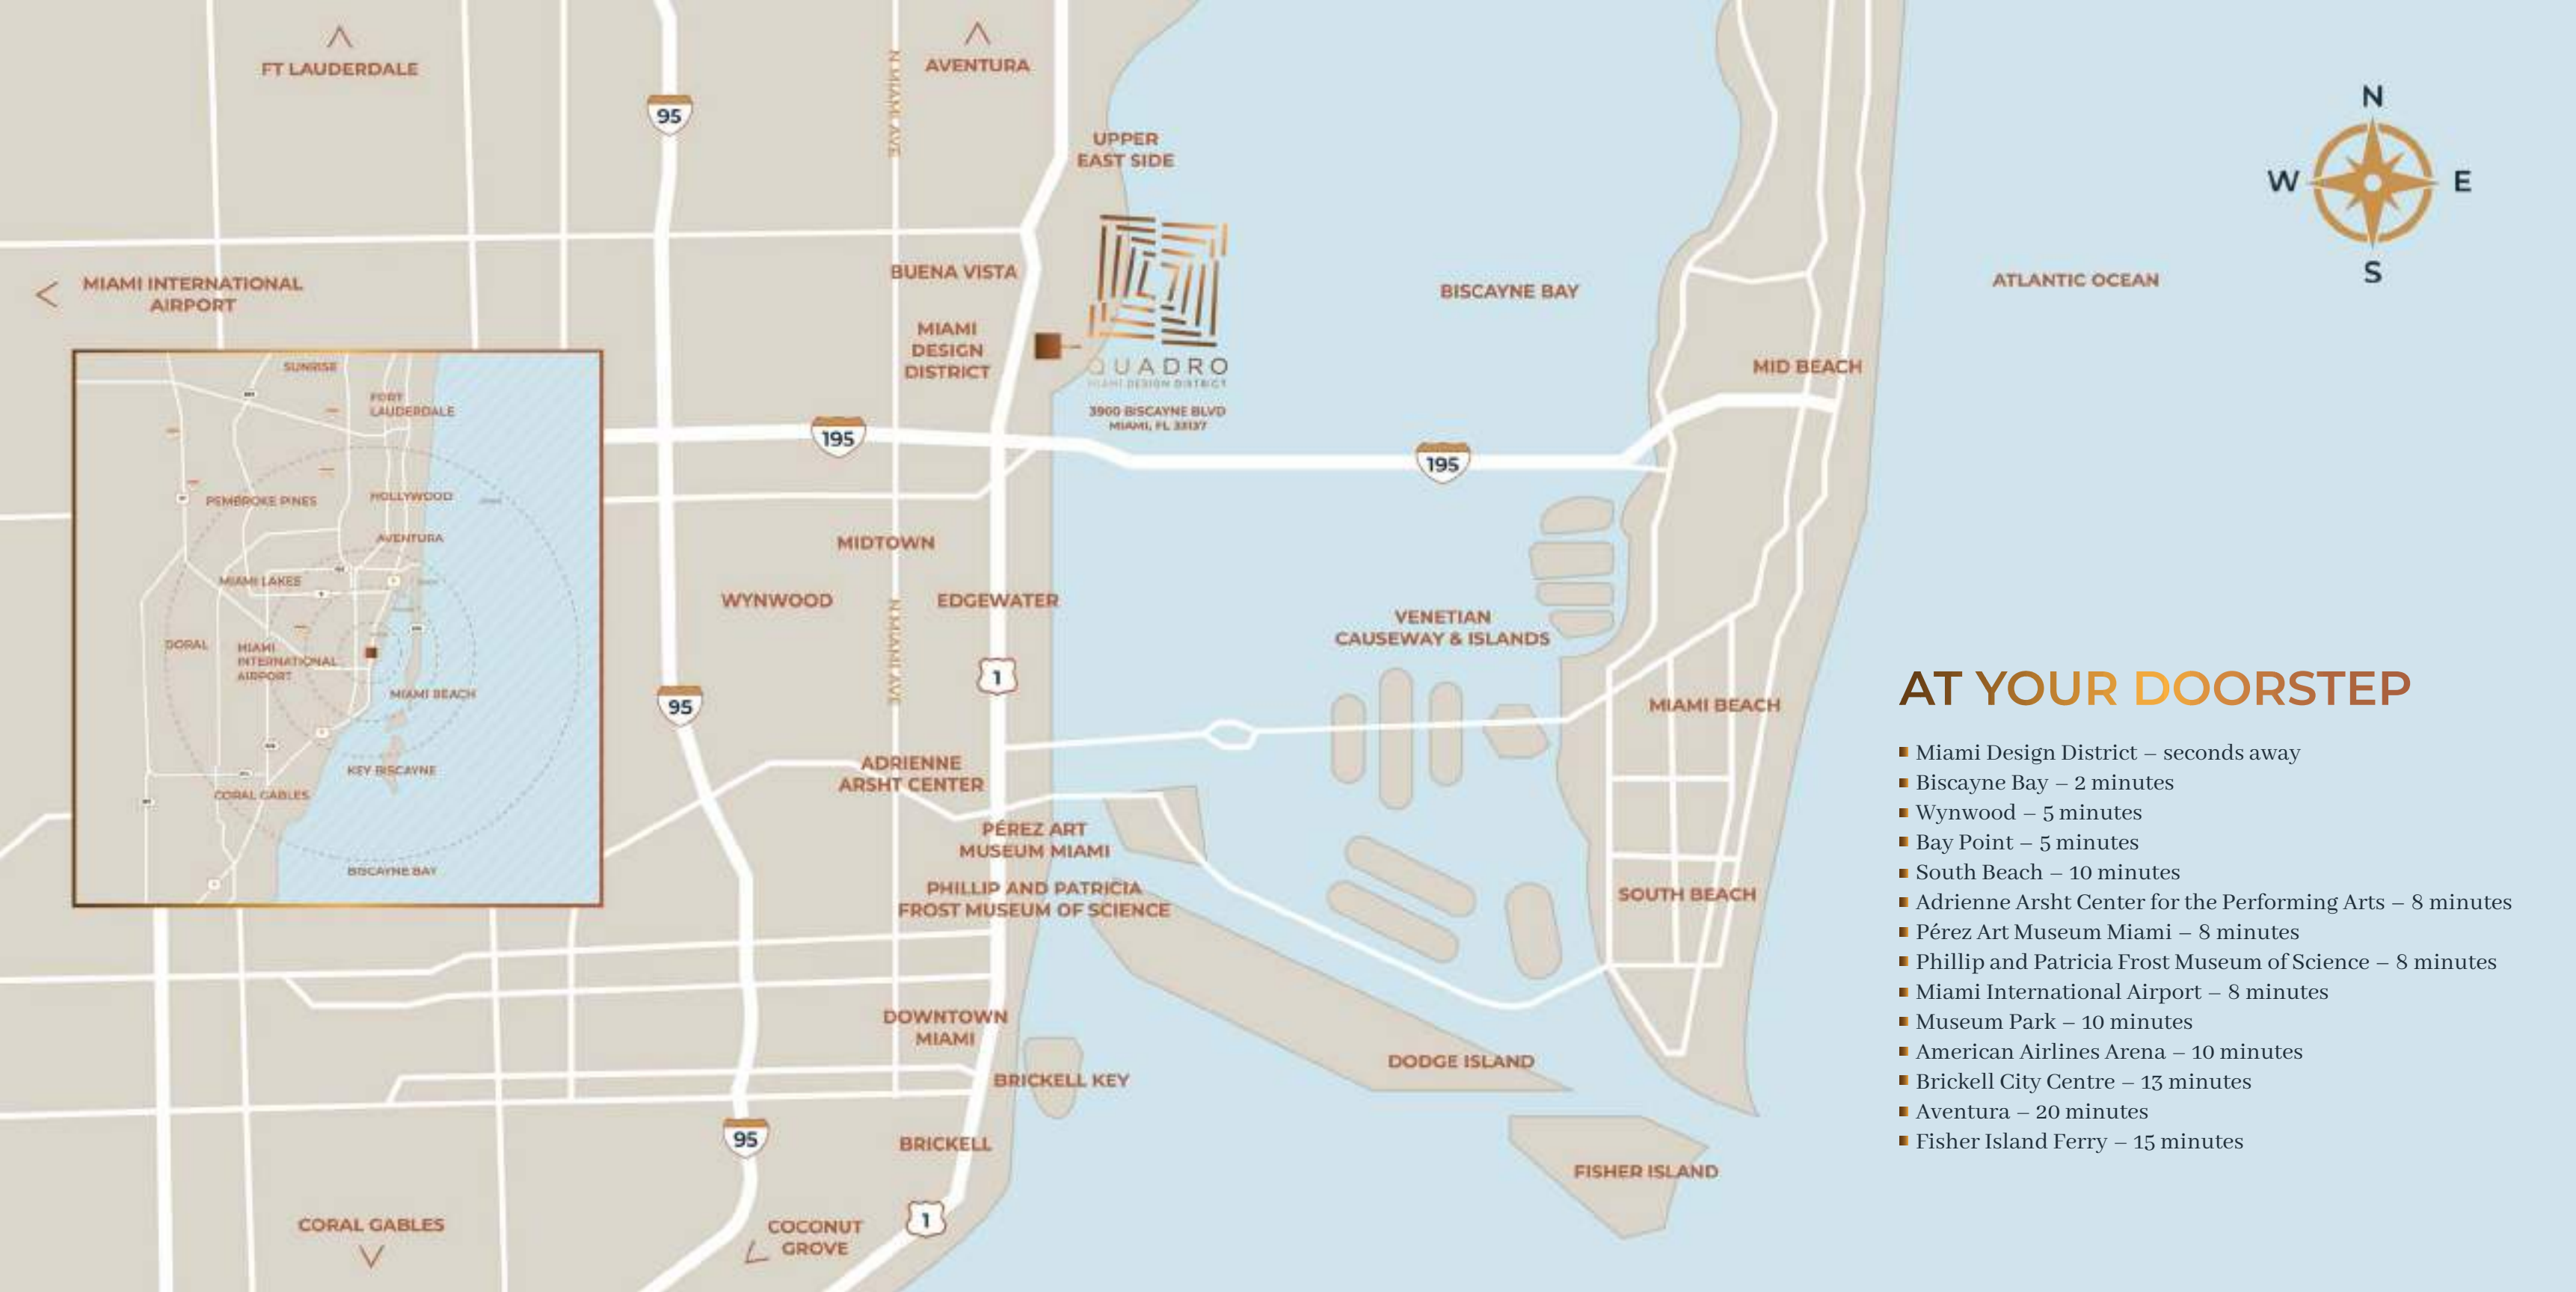 FT LAUDERDALE
AVENTURA
N MIAMI AVE
95
UPPER
EAST SIDE
N
W
E
S
MIAMI INTERNATIONAL
AIRPORT
BUENA VISTA
BISCAYNE BAY
ATLANTIC OCEAN
MIAMI
DESIGN
DISTRICT
QUADRO
MIAMI DESIGN DISTRICT
3900 BISCAYNE BLVD
MIAMI, FL 33137
MID BEACH
195
195
SUNRISE
FORT
LAUDERDALE
PEMBROKE PINES
HOLLYWOOD
AVENTURA
MIAMI LAKES
DORAL
MIAMI
INTERNATIONAL
AIRPORT
MIAMI BEACH
KEY BISCAYNE
CORAL GABLES
BISCAYNE BAY
MIDTOWN
WYNWOOD
EDGEWATER
N MIAMI AVE
1
95
VENETIAN
CAUSEWAY & ISLANDS
MIAMI BEACH
ADRIENNE
ARSHT CENTER
PÉREZ ART
MUSEUM MIAMI
PHILLIP AND PATRICIA
FROST MUSEUM OF SCIENCE
SOUTH BEACH
DOWNTOWN
MIAMI
BRICKELL KEY
DODGE ISLAND
95
BRICKELL
FISHER ISLAND
CORAL GABLES
COCONUT
GROVE
1
AT YOUR DOORSTEP
Miami Design District – seconds away
Biscayne Bay – 2 minutes
Wynwood – 5 minutes
Bay Point – 5 minutes
South Beach – 10 minutes
Adrienne Arsht Center for the Performing Arts – 8 minutes
Pérez Art Museum Miami – 8 minutes
Phillip and Patricia Frost Museum of Science – 8 minutes
Miami International Airport – 8 minutes
Museum Park – 10 minutes
American Airlines Arena – 10 minutes
Brickell City Centre – 13 minutes
Aventura – 20 minutes
Fisher Island Ferry – 15 minutes